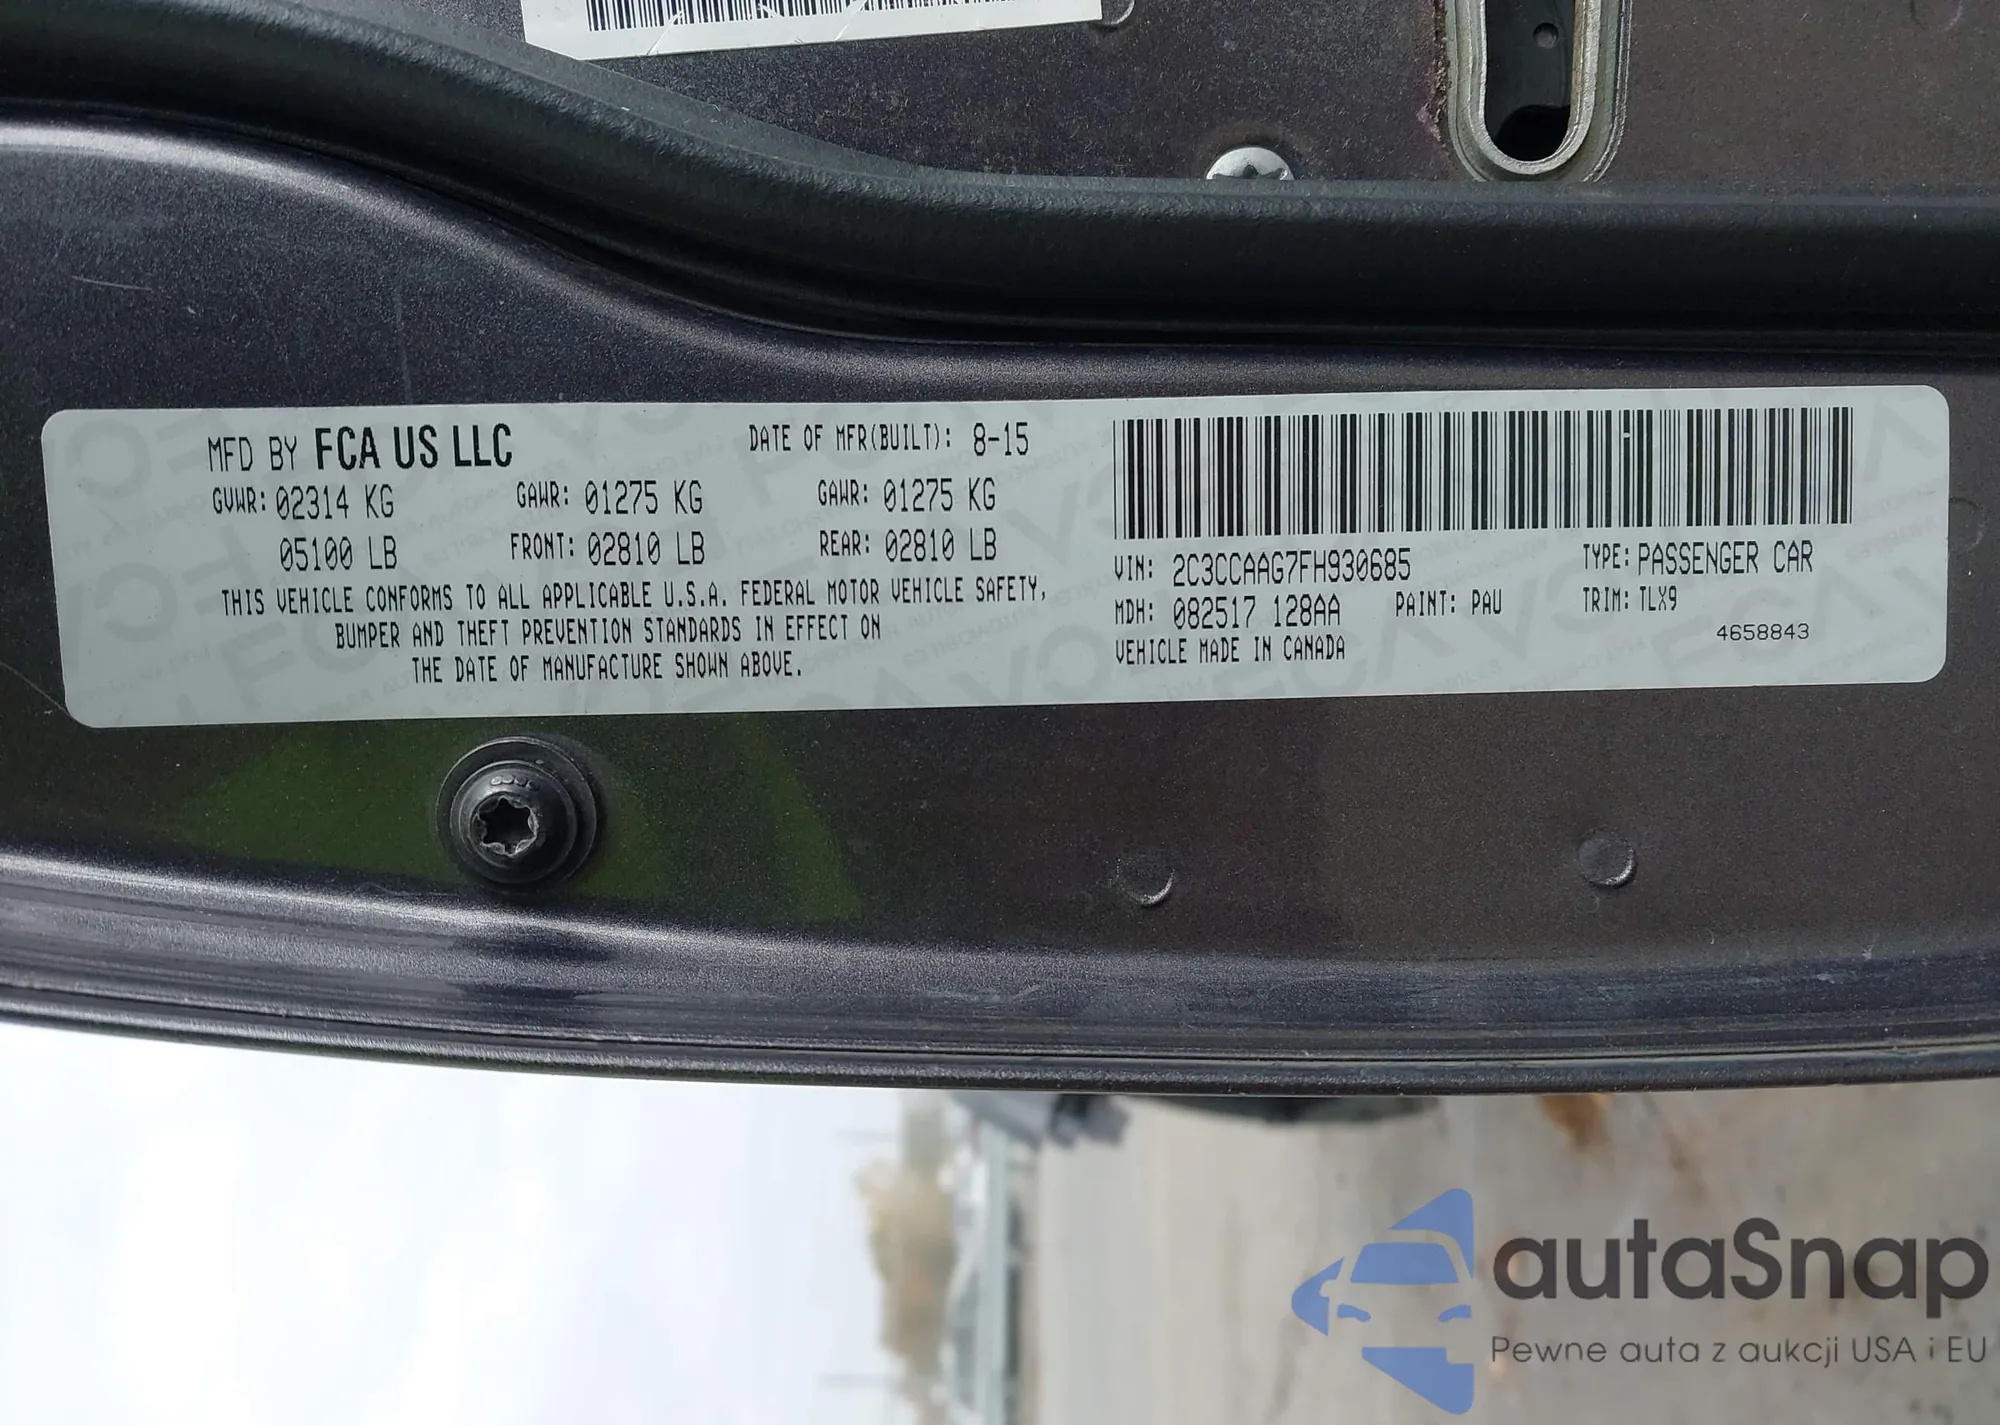 MFD BY FCA US LLC
DATE OF MFR(BUILT): 8-15
GVWR: 02314 KG
GAWR: 01275 KG
GAWR: 01275 KG
05100 LB
FRONT: 02810 LB
REAR: 02810 LB
THIS VEHICLE CONFORMS TO ALL APPLICABLE U.S.A. FEDERAL MOTOR VEHICLE SAFETY,
BUMPER AND THEFT PREVENTION STANDARDS IN EFFECT ON
THE DATE OF MANUFACTURE SHOWN ABOVE.
VIN: 2C3CCAAG7FH930685
TYPE: PASSENGER CAR
MDH: 082517 128AA
PAINT: PAU
TRIM: TLX9
VEHICLE MADE IN CANADA
4658843
autaSnap
Pewne auta z aukcji USA i EU